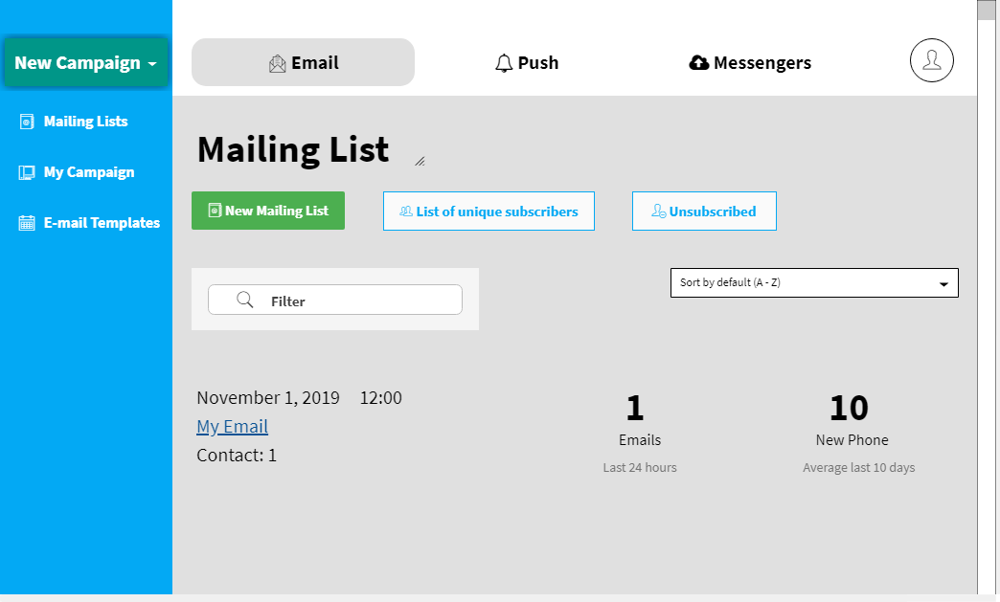 New Campaign
Email
Push
Messengers
Mailing Lists
My Campaign
E-mail Templates
Mailing List
New Mailing List
List of unique subscribers
Unsubscribed
Filter
Sort by default (A - Z)
November 1, 2019 12:00
My Email
Contact: 1
1
Emails
Last 24 hours
10
New Phone
Average last 10 days